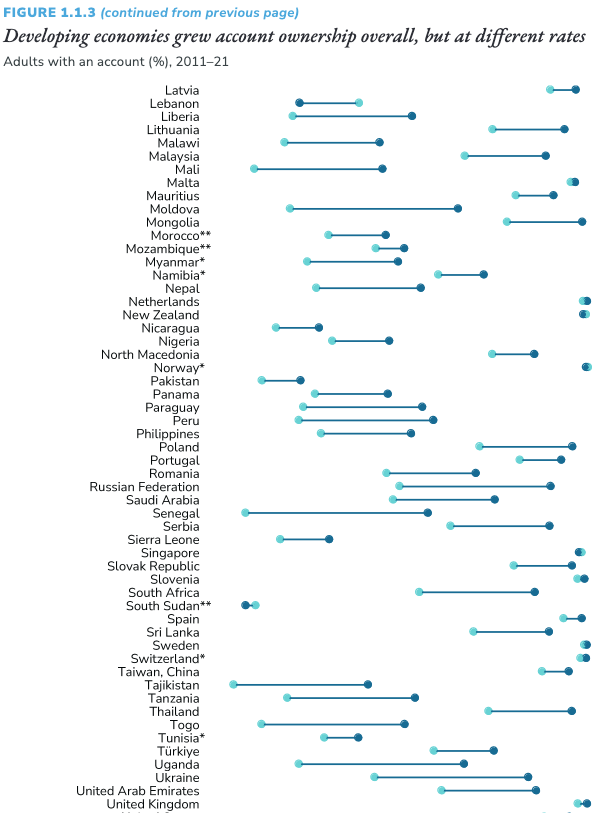 FIGURE 1.1.3 (continued from previous page)
Developing economies grew account ownership overall, but at different rates
Adults with an account (%), 2011–21
Latvia
Lebanon
Liberia
Lithuania
Malawi
Malaysia
Mali
Malta
Mauritius
Moldova
Mongolia
Morocco**
Mozambique**
Myanmar*
Namibia*
Nepal
Netherlands
New Zealand
Nicaragua
Nigeria
North Macedonia
Norway*
Pakistan
Panama
Paraguay
Peru
Philippines
Poland
Portugal
Romania
Russian Federation
Saudi Arabia
Senegal
Serbia
Sierra Leone
Singapore
Slovak Republic
Slovenia
South Africa
South Sudan**
Spain
Sri Lanka
Sweden
Switzerland*
Taiwan, China
Tajikistan
Tanzania
Thailand
Togo
Tunisia*
Türkiye
Uganda
Ukraine
United Arab Emirates
United Kingdom